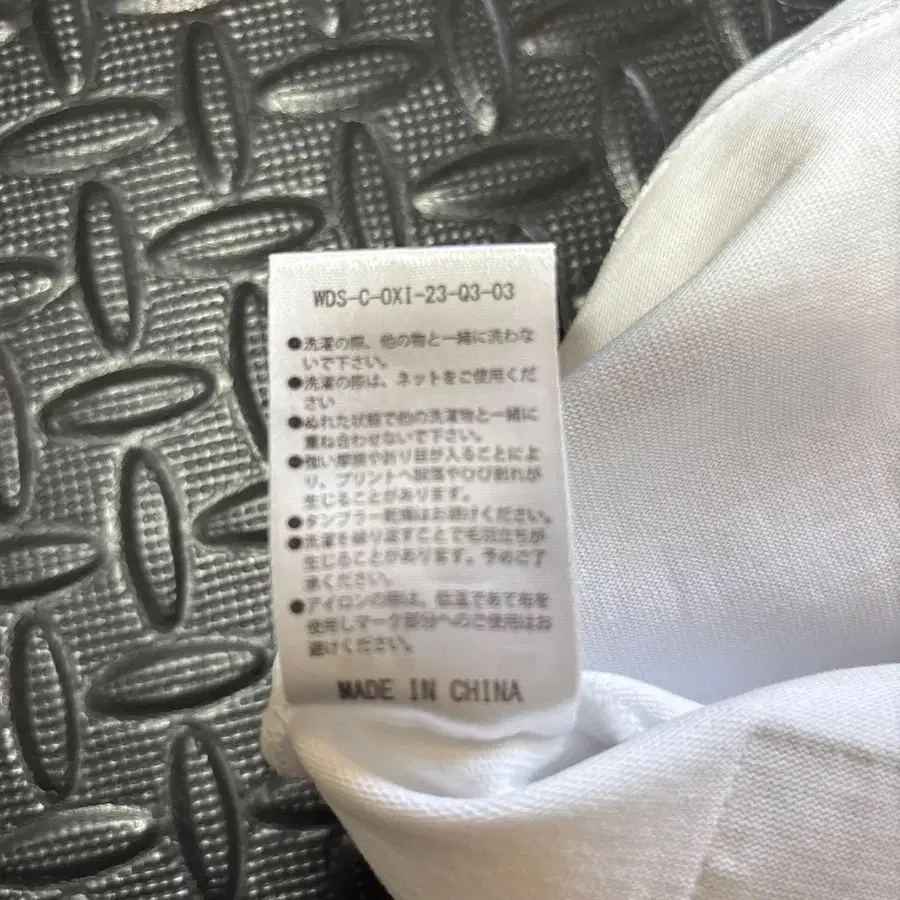 WDS-C-OXI-23-Q3-03
●洗濯の際、他の物と一緒に洗わな
いで下さい。
●洗濯の際は、ネットをご使用くだ
さい
●ぬれた状態で他の洗濯物と一緒に
重ね合わせないで下さい。
●強い摩擦や折り目が入ることによ
り、プリントへ脱落やひび割れが
生じることがあります。
●タンブラー乾燥はお避けください。
●洗濯を繰り返すことで毛羽立ちが
生じることがあります。予めご了
承ください。
●アイロンの際は、低温であて布を
使用しマーク部分へのご使用はお
避けください。
MADE IN CHINA